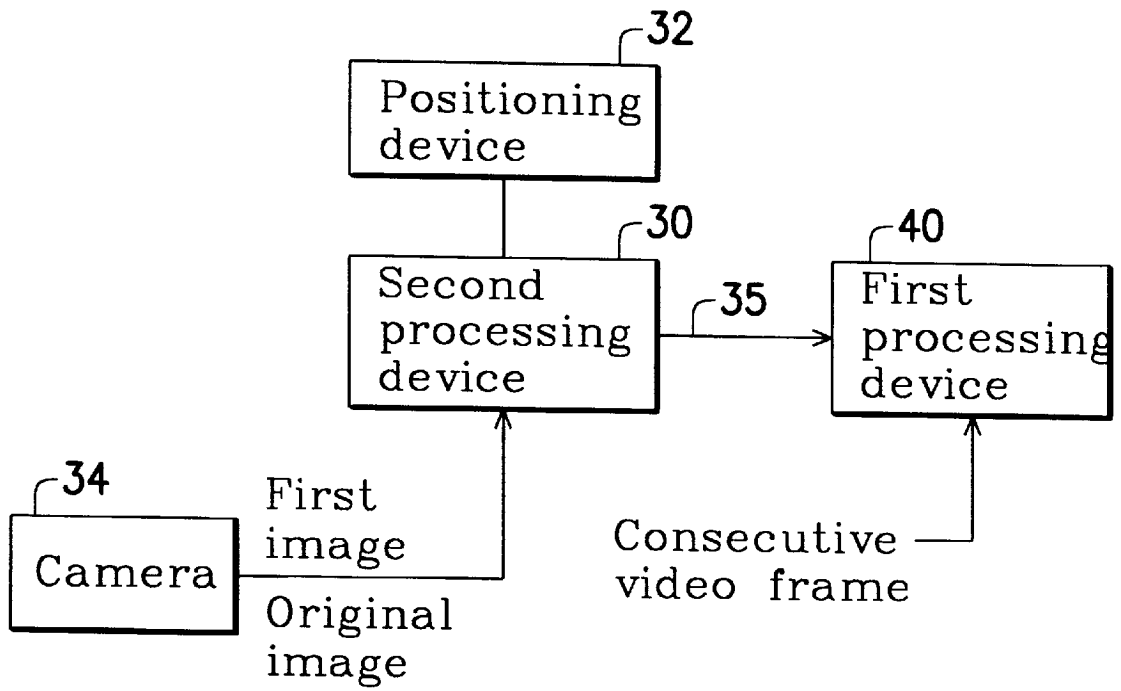 32
Positioning
device
30
Second
processing
device
35
40
First
processing
device
34
Camera
First
image
Original
image
Consecutive
video frame